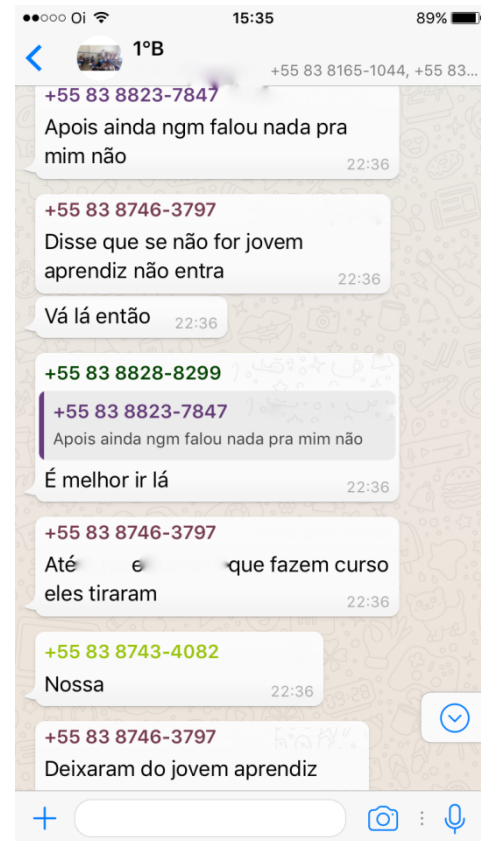 Oi 15:35 89%
1°B
+55 83 8165-1044, +55 83...
+55 83 8823-7847
Apois ainda ngm falou nada pra
mim não
22:36
+55 83 8746-3797
Disse que se não for jovem
aprendiz não entra
22:36
Vá lá então 22:36
+55 83 8828-8299
+55 83 8823-7847
Apois ainda ngm falou nada pra mim não
É melhor ir lá
22:36
+55 83 8746-3797
Até e que fazem curso
eles tiraram
22:36
+55 83 8743-4082
Nossa
22:36
+55 83 8746-3797
Deixaram do jovem aprendiz